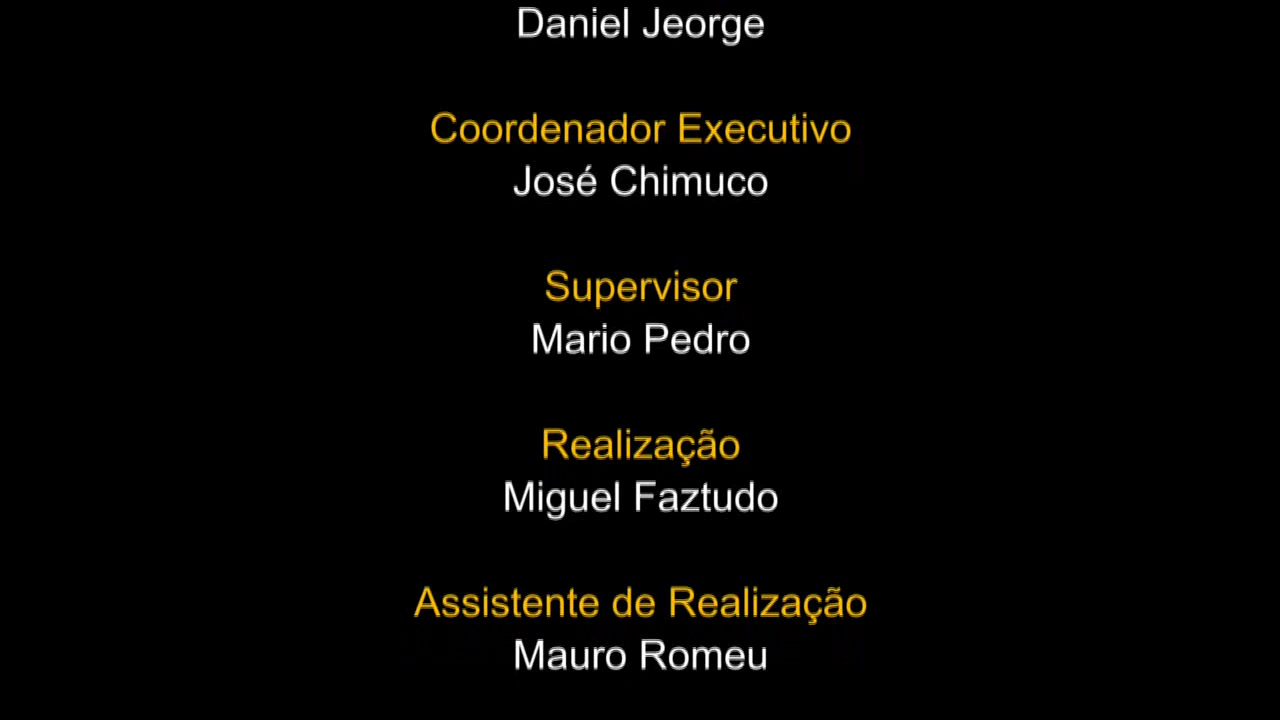 Daniel Jeorge
Coordenador Executivo
José Chimuco
Supervisor
Mario Pedro
Realização
Miguel Faztudo
Assistente de Realização
Mauro Romeu